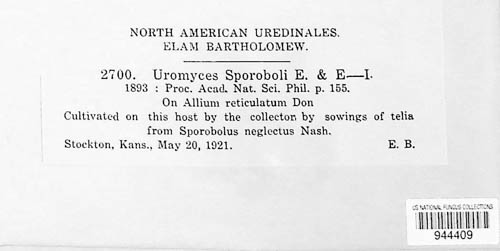 NORTH AMERICAN UREDINALES.
ELAM BARTHOLOMEW.
2700. Uromyces Sporoboli E. & E—I.
1893 : Proc. Acad. Nat. Sci. Phil. p. 155.
On Allium reticulatum Don
Cultivated on this host by the collector by sowings of telia
from Sporobolus neglectus Nash.
Stockton, Kans., May 20, 1921. E. B.
US NATIONAL FUNGUS COLLECTIONS
944409